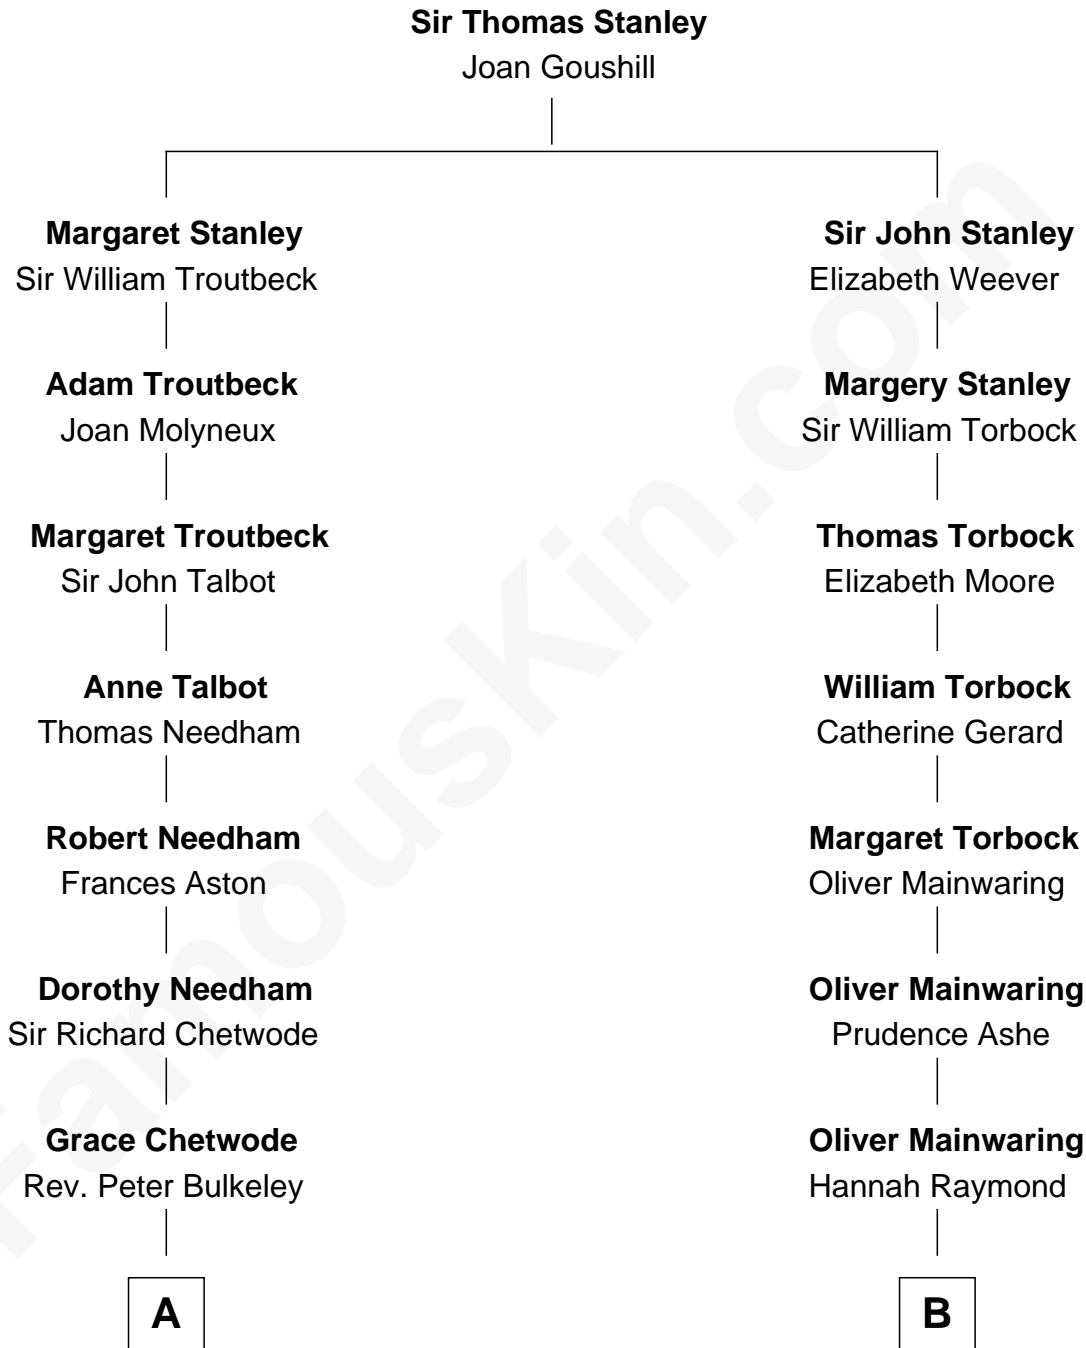 Sir Thomas Stanley
Joan Goushill
Margaret Stanley
Sir William Troutbeck
Sir John Stanley
Elizabeth Weever
Adam Troutbeck
Joan Molyneux
Margery Stanley
Sir William Torbock
Margaret Troutbeck
Sir John Talbot
Thomas Torbock
Elizabeth Moore
Anne Talbot
Thomas Needham
William Torbock
Catherine Gerard
Robert Needham
Frances Aston
Margaret Torbock
Oliver Mainwaring
Dorothy Needham
Sir Richard Chetwode
Oliver Mainwaring
Prudence Ashe
Grace Chetwode
Rev. Peter Bulkeley
Oliver Mainwaring
Hannah Raymond
A
B
FamousKin.com